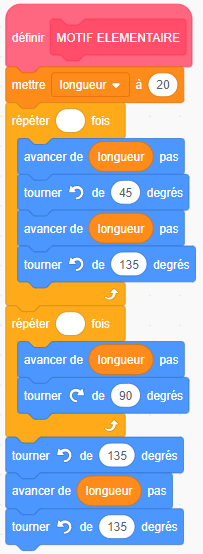 définir MOTIF ELEMENTAIRE
mettre longueur à 20
répéter fois
avancer de longueur pas
tourner de 45 degrés
avancer de longueur pas
tourner de 135 degrés
répéter fois
avancer de longueur pas
tourner de 90 degrés
tourner de 135 degrés
avancer de longueur pas
tourner de 135 degrés